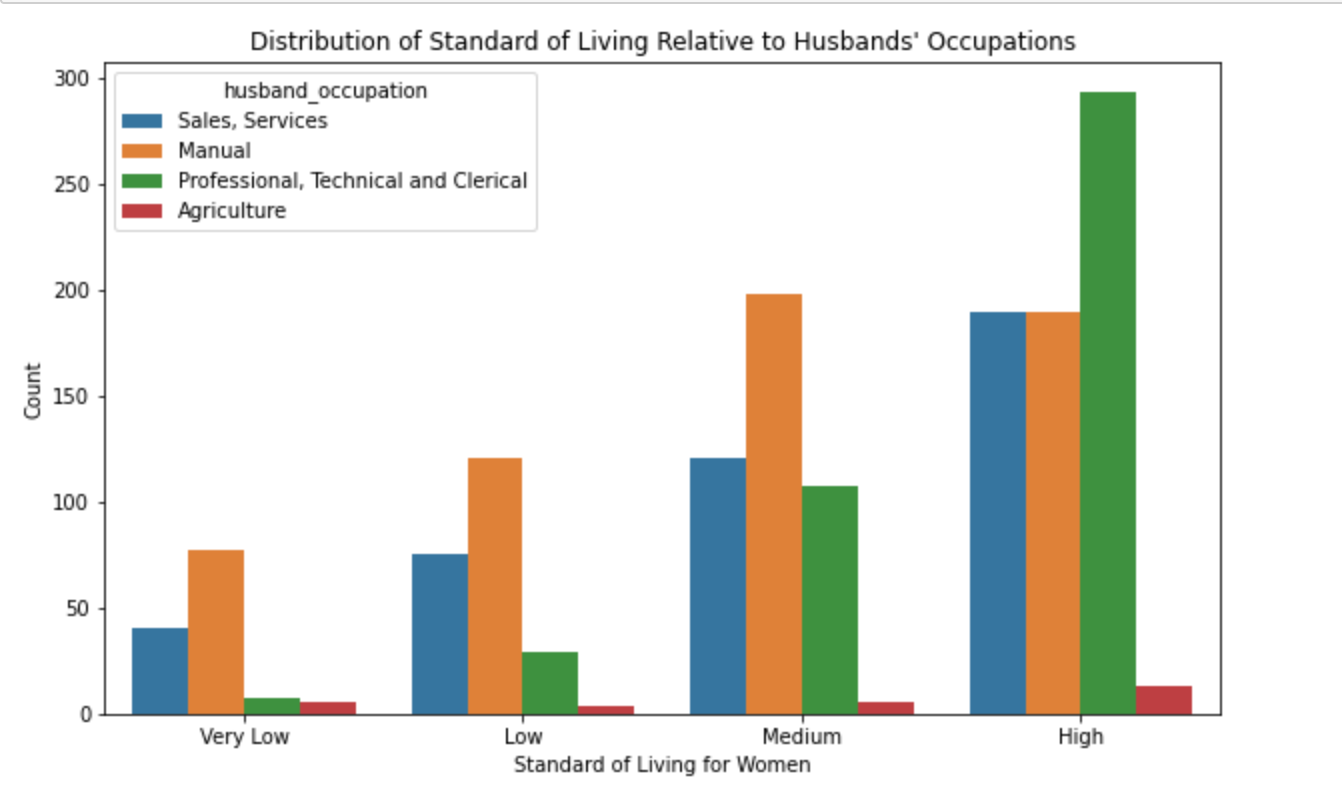 Distribution of Standard of Living Relative to Husbands' Occupations
husband_occupation
Sales, Services
Manual
Professional, Technical and Clerical
Agriculture
300
250
200
150
100
50
0
Count
Very Low Low Medium High
Standard of Living for Women